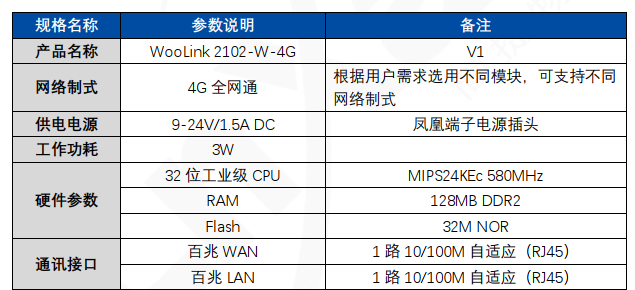 规格名称 参数说明 备注
产品名称 WooLink 2102-W-4G V1
网络制式 4G 全网通 根据用户需求选用不同模块，可支持不同
网络制式
供电电源 9-24V/1.5A DC 凤凰端子电源插头
工作功耗 3W
硬件参数 32 位工业级 CPU MIPS24KEc 580MHz
RAM 128MB DDR2
Flash 32M NOR
通讯接口 百兆 WAN 1 路 10/100M 自适应（RJ45）
百兆 LAN 1 路 10/100M 自适应（RJ45）